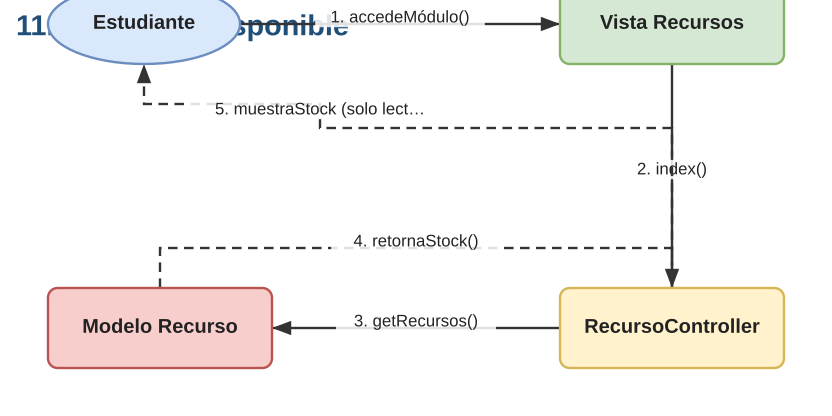 11.
Estudiante
sponible
1. accedeMódulo()
Vista Recursos
5. muestraStock (solo lect…
2. index()
4. retornaStock()
Modelo Recurso
3. getRecursos()
RecursoController